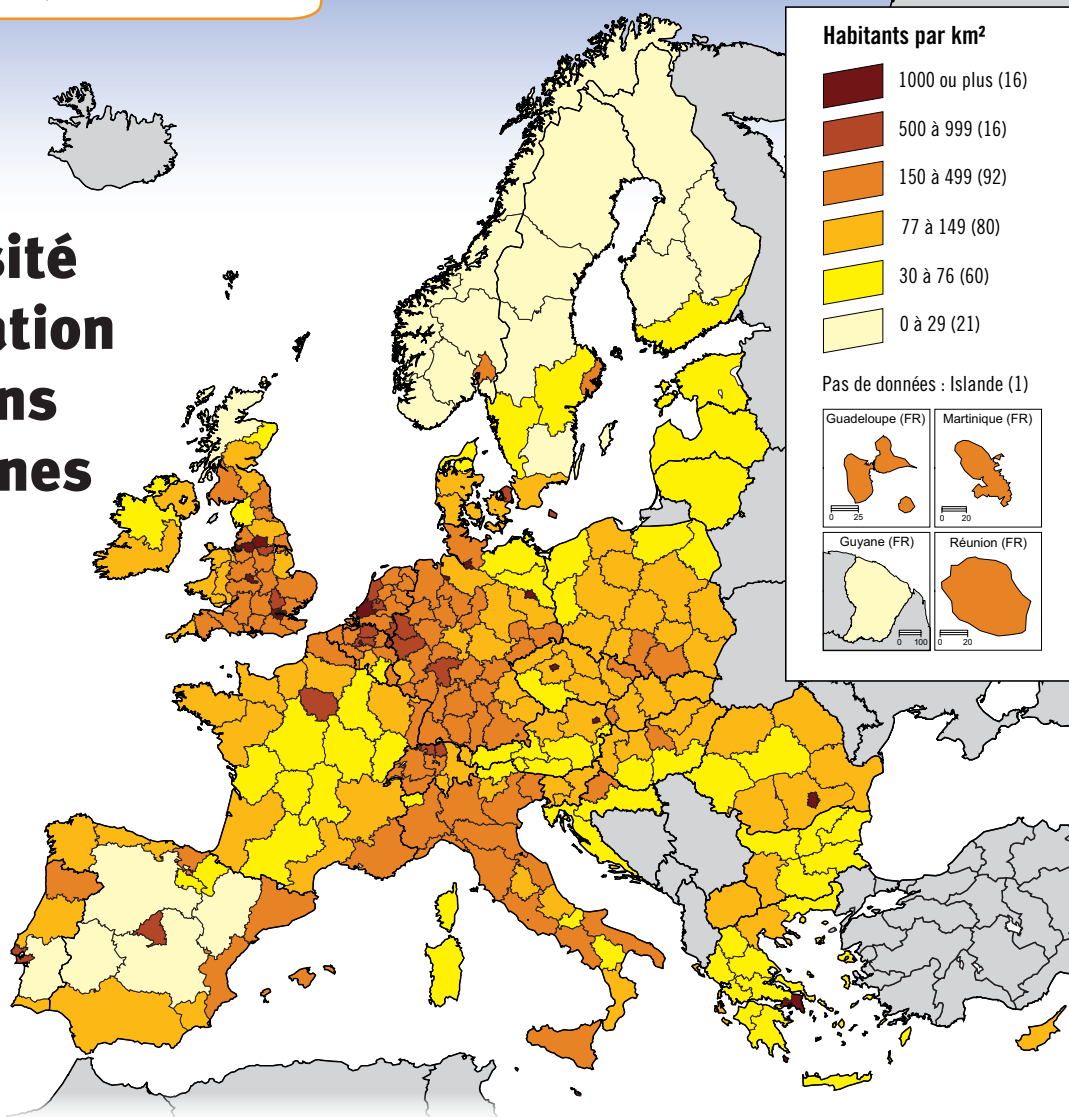 sité
ation
ns
nes
Habitants par km²
1000 ou plus (16)
500 à 999 (16)
150 à 499 (92)
77 à 149 (80)
30 à 76 (60)
0 à 29 (21)
Pas de données : Islande (1)
Guadeloupe (FR)
0 25
Martinique (FR)
0 20
Guyane (FR)
0 100
Réunion (FR)
0 20